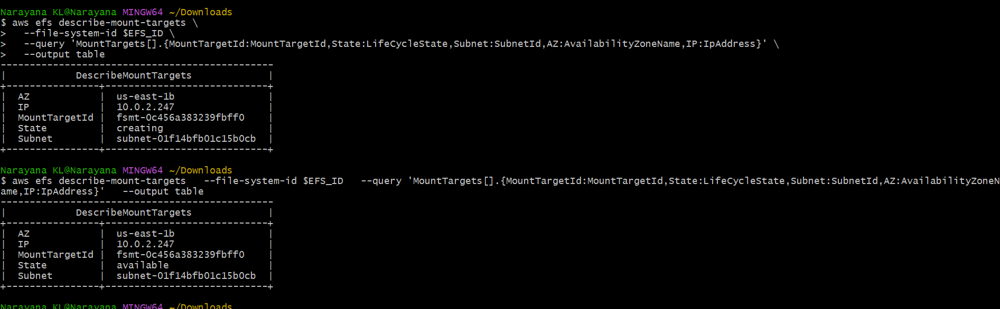 Narayana KL@Narayana MINGW64 ~/Downloads
$ aws efs describe-mount-targets \
>   --file-system-id $EFS_ID \
>   --query 'MountTargets[].{MountTargetId:MountTargetId,State:LifeCycleState,Subnet:SubnetId,AZ:AvailabilityZoneName,IP:IpAddress}' \
>   --output table
-----------------------------------------------
|            DescribeMountTargets             |
+----------------+----------------------------+
|  AZ            |  us-east-1b                |
|  IP            |  10.0.2.247                |
|  MountTargetId |  fsmt-0c456a383239fbff0    |
|  State         |  creating                  |
|  Subnet        |  subnet-01f14bfb01c15b0cb  |
+----------------+----------------------------+
Narayana KL@Narayana MINGW64 ~/Downloads
$ aws efs describe-mount-targets   --file-system-id $EFS_ID   --query 'MountTargets[].{MountTargetId:MountTargetId,State:LifeCycleState,Subnet:SubnetId,AZ:AvailabilityZoneN
ame,IP:IpAddress}'   --output table
-----------------------------------------------
|            DescribeMountTargets             |
+----------------+----------------------------+
|  AZ            |  us-east-1b                |
|  IP            |  10.0.2.247                |
|  MountTargetId |  fsmt-0c456a383239fbff0    |
|  State         |  available                 |
|  Subnet        |  subnet-01f14bfb01c15b0cb  |
+----------------+----------------------------+
Narayana KL@Narayana MINGW64 ~/Downloads